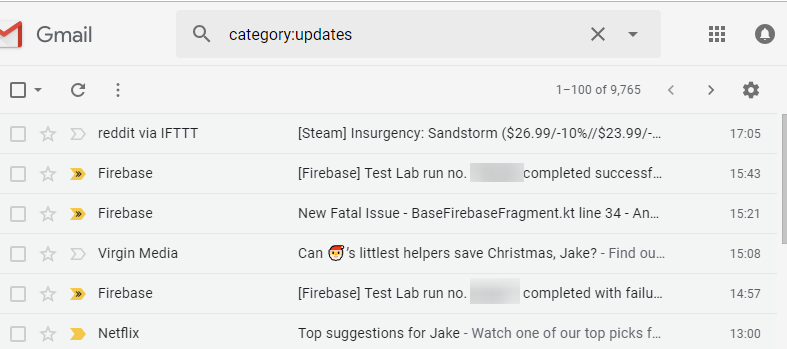 Gmail
category:updates
1–100 of 9,765
reddit via IFTTT [Steam] Insurgency: Sandstorm ($26.99/-10%//$23.99/-... 17:05
Firebase [Firebase] Test Lab run no. completed successf... 15:43
Firebase New Fatal Issue - BaseFirebaseFragment.kt line 34 - An... 15:21
Virgin Media Can 🎅's littlest helpers save Christmas, Jake? - Find ou... 15:08
Firebase [Firebase] Test Lab run no. completed with failu... 14:57
Netflix Top suggestions for Jake - Watch one of our top picks f... 13:00